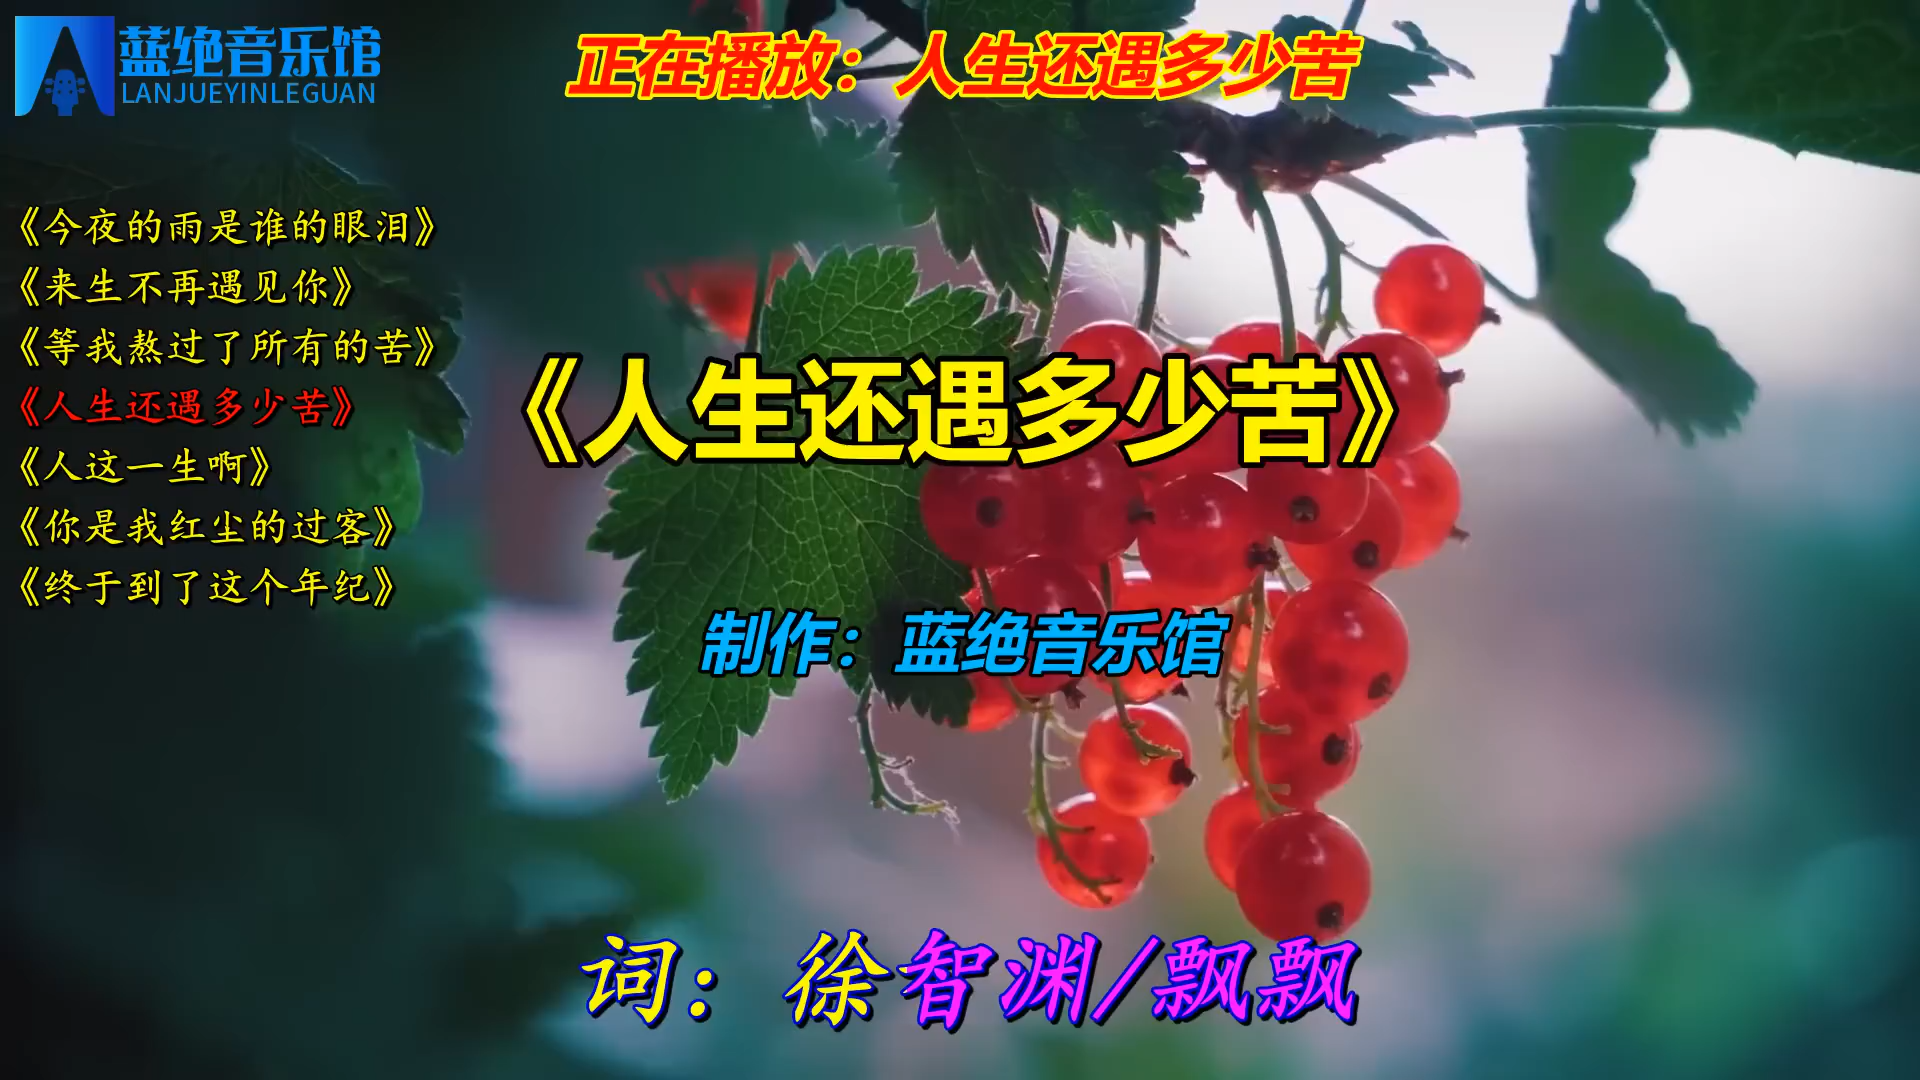 蓝绝音乐馆
LANJUEYINLEGUAN
正在播放：人生还遇多少苦
《今夜的雨是谁的眼泪》
《来生不再遇见你》
《等我熬过了所有的苦》
《人生还遇多少苦》
《人这一生啊》
《你是我红尘的过客》
《终于到了这个年纪》
《人生还遇多少苦》
制作：蓝绝音乐馆
词：徐智渊/飘飘